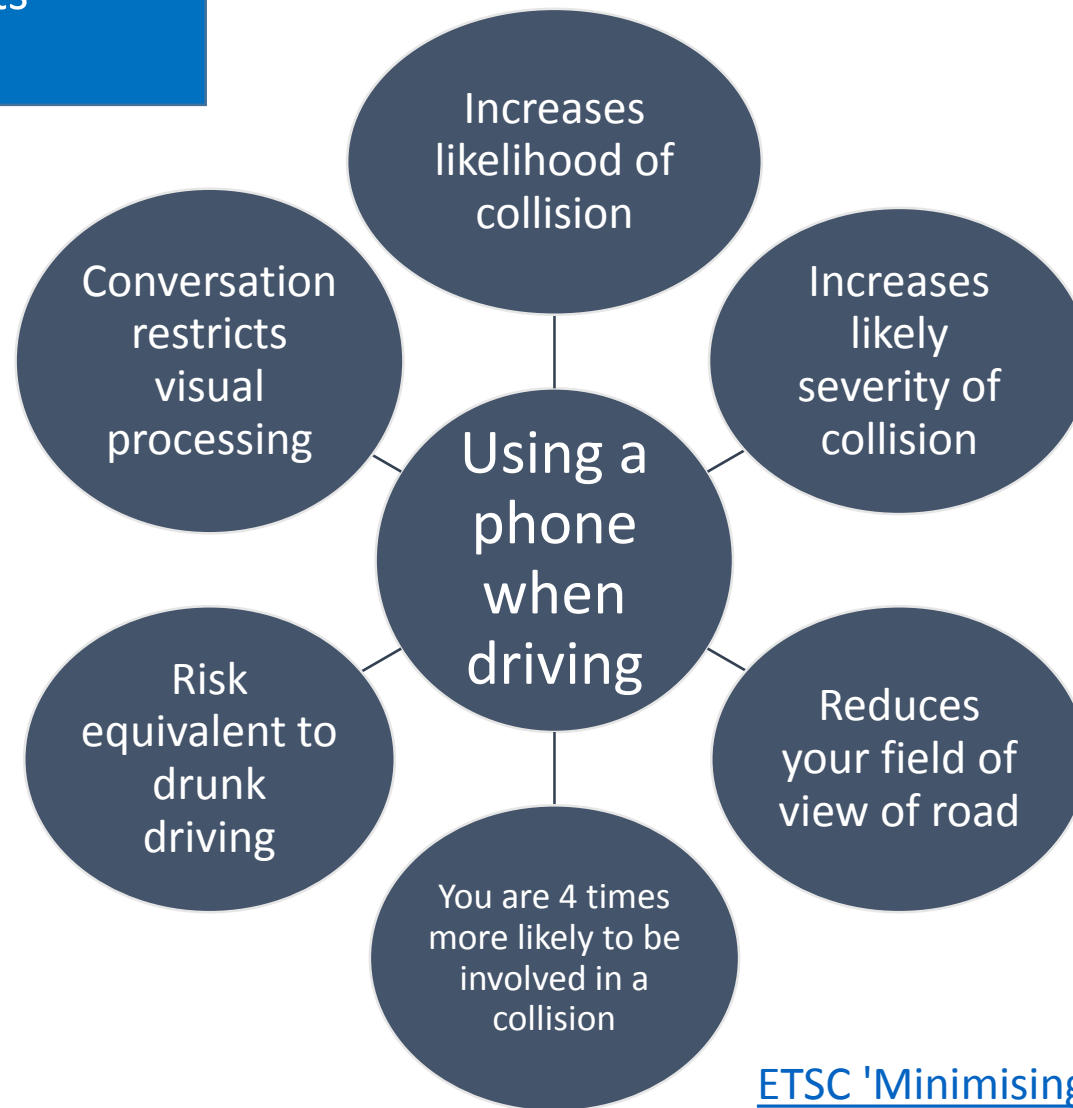 Increases
likelihood of
collision
Increases
likely
severity of
collision
Reduces
your field of
view of road
You are 4 times
more likely to be
involved in a
collision
Risk
equivalent to
drunk
driving
Conversation
restricts
visual
processing
Using a
phone
when
driving
ETSC 'Minimising